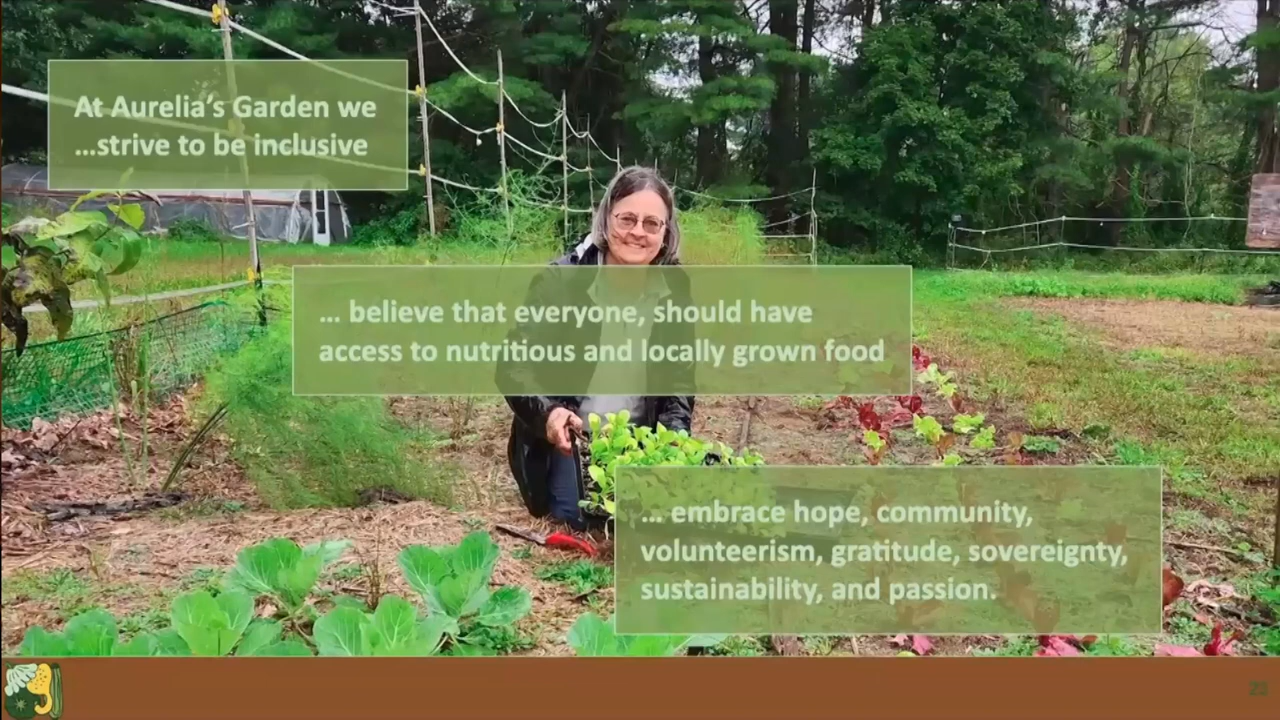 At Aurelia's Garden we
...strive to be inclusive
... believe that everyone, should have
access to nutritious and locally grown food
... embrace hope, community,
volunteerism, gratitude, sovereignty,
sustainability, and passion.